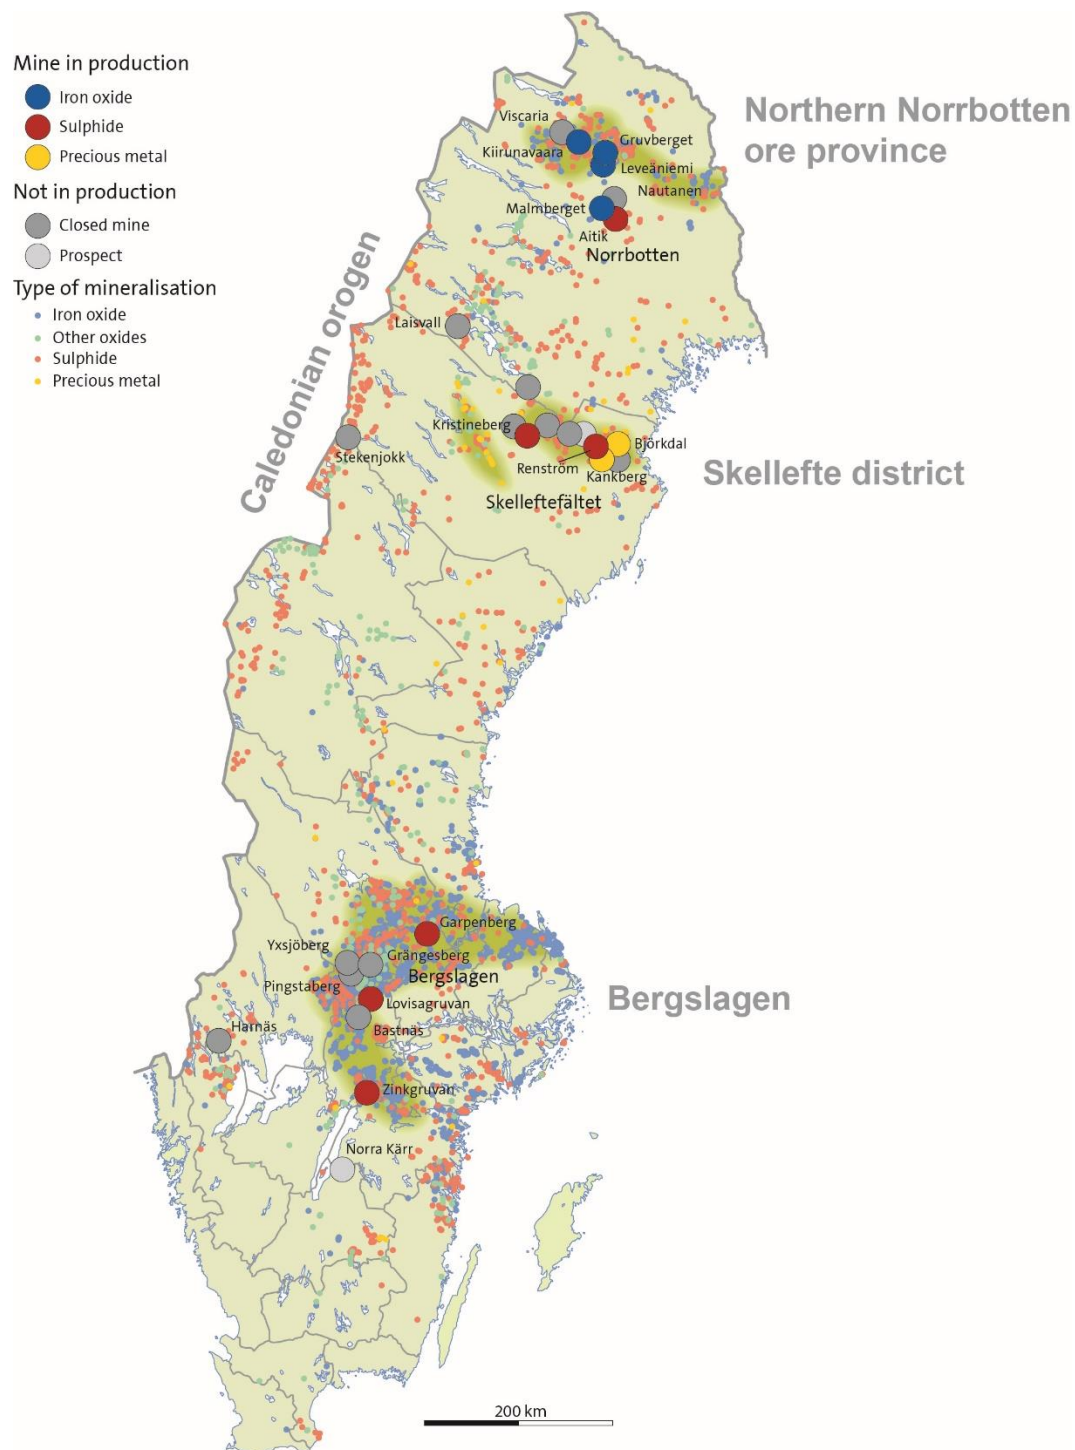 Mine in production
Iron oxide
Sulphide
Precious metal
Not in production
Closed mine
Prospect
Type of mineralisation
Iron oxide
Other oxides
Sulphide
Precious metal
Northern Norrbotten
ore province
Viscaria
Kiirunavaara
Gruvberget
Leveäniemi
Nautanen
Malmberget
Aitik
Norrbotten
Caledonian orogen
Laisvall
Kristineberg
Stekenjokk
Björkdal
Renström
Kankberg
Skellefte district
Skelleftefältet
Garpenberg
Yxsjöberg
Grängesberg
Bergslagen
Pingstaberg
Lovisagruvan
Bergslagen
Harnäs
Bastnäs
Zinkgruvan
Norra Kärr
200 km